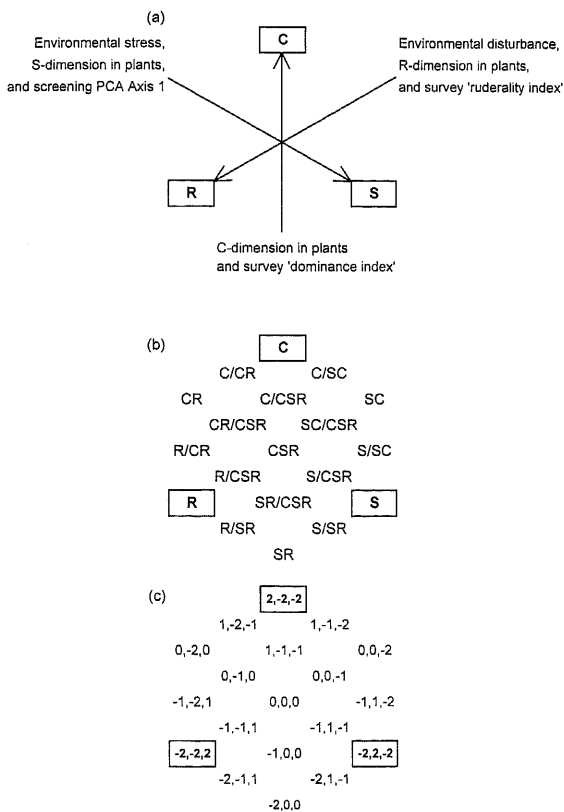 (a)
C
Environmental stress,
S-dimension in plants,
and screening PCA Axis 1
Environmental disturbance,
R-dimension in plants,
and survey 'ruderality index'
R
S
C-dimension in plants
and survey 'dominance index'
(b)
C
C/CR C/SC
CR C/CSR SC
CR/CSR SC/CSR
R/CR CSR S/SC
R/CSR S/CSR
R SR/CSR S
R/SR S/SR
SR
(c)
2,-2,-2
1,-2,-1 1,-1,-2
0,-2,0 1,-1,-1 0,0,-2
0,-1,0 0,0,-1
-1,-2,1 0,0,0 -1,1,-2
-1,-1,1 -1,1,-1
-2,-2,2 -1,0,0 -2,2,-2
-2,-1,1 -2,1,-1
-2,0,0